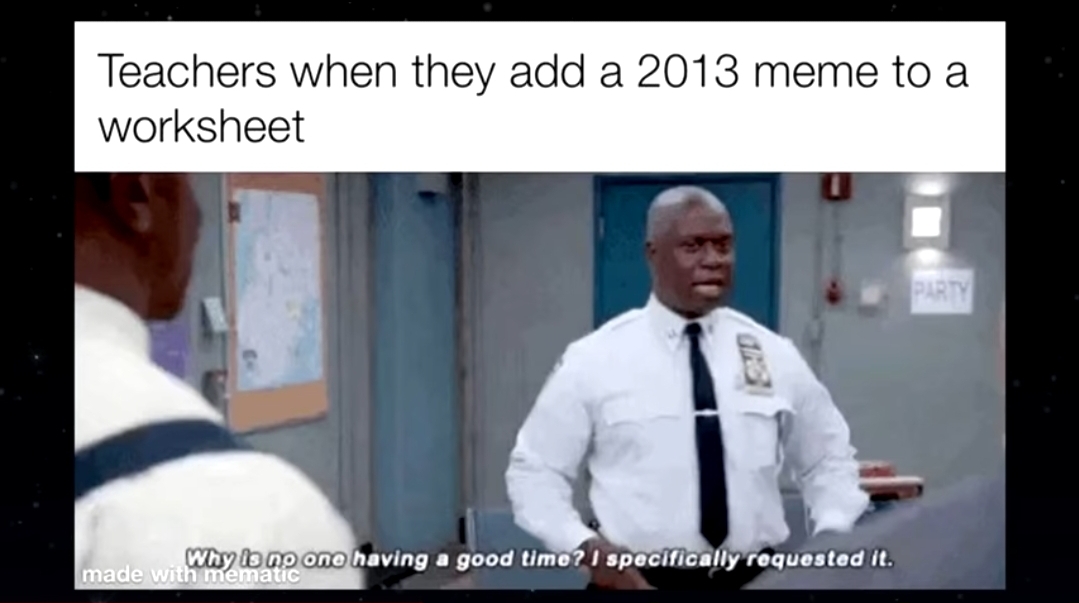 Teachers when they add a 2013 meme to a
worksheet
PARTY
Why is no one having a good time? I specifically requested it.
made with mematic